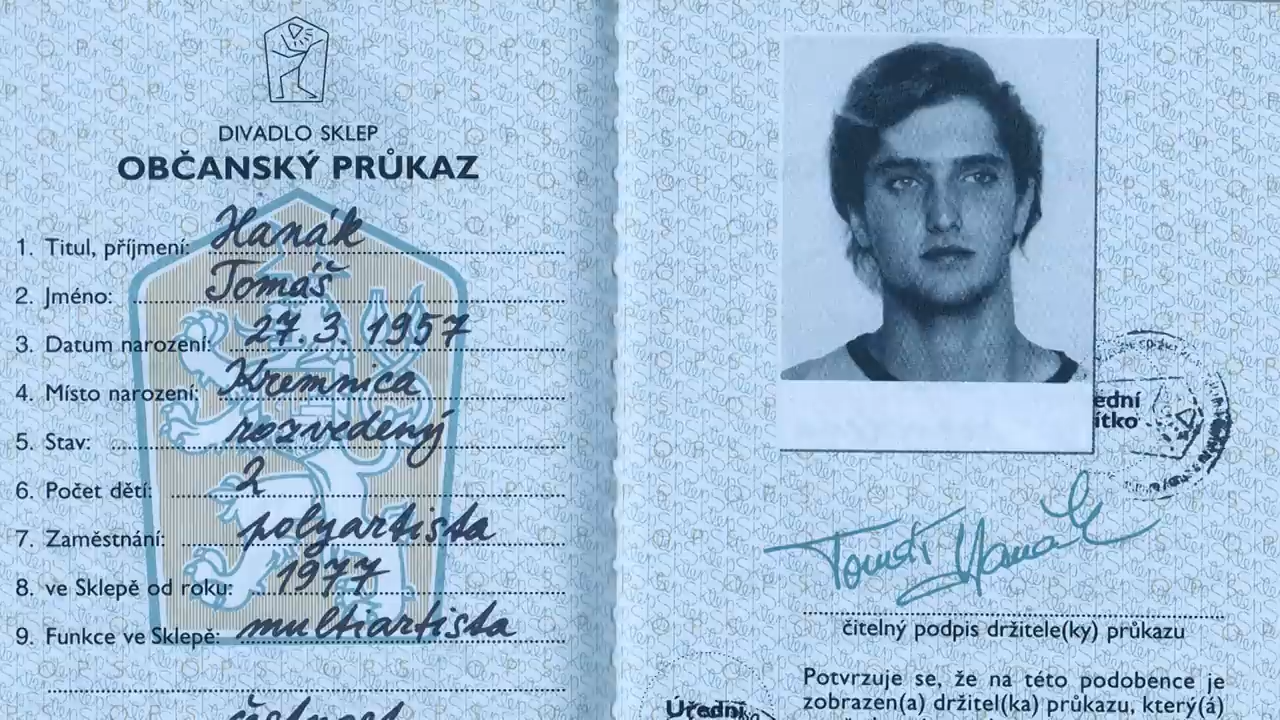 DIVADLO SKLEP
OBČANSKÝ PRŮKAZ
1. Titul, příjmení: Hanák
2. Jméno: Tomáš
3. Datum narození: 27.3.1957
4. Místo narození: Kremnica
5. Stav: rozvedený
6. Počet dětí: 2
7. Zaměstnání: polyartista
8. ve Sklepě od roku: 1977
9. Funkce ve Sklepě: multiartista
Tomáš Hanák
čitelný podpis držitele(ky) průkazu
Potvrzuje se, že na této podobence je
zobrazen(a) držitel(ka) průkazu, který(á)
Úřední